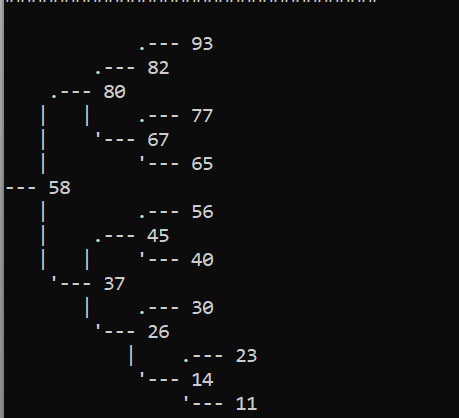 .--- 93
          .--- 82
      .--- 80
     |   |    .--- 77
     |    '--- 67
     |        '--- 65
--- 58
     |        .--- 56
     |    .--- 45
     |   |    '--- 40
      '--- 37
         |    .--- 30
          '--- 26
             |    .--- 23
              '--- 14
                  '--- 11